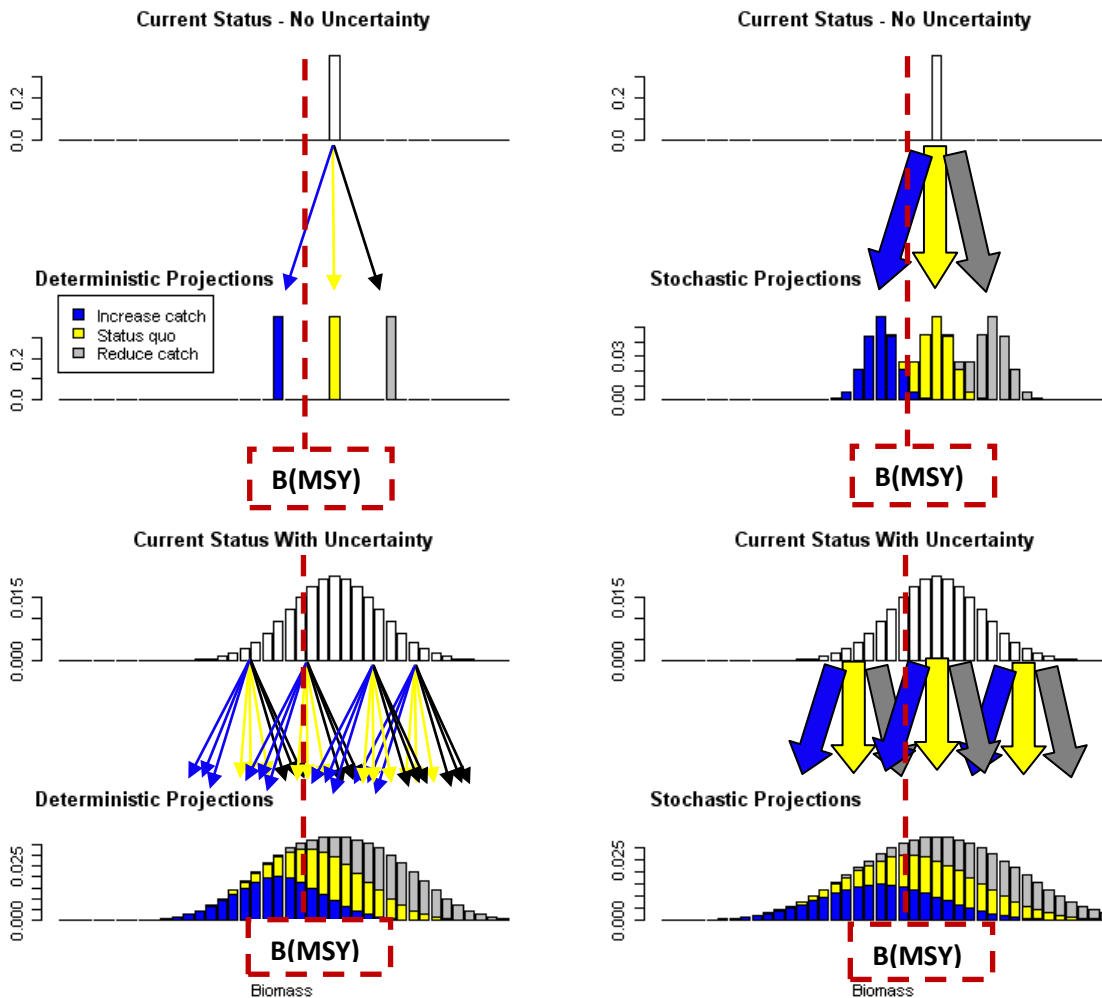 Current Status - No Uncertainty
0.2
0.0
Deterministic Projections
Increase catch
Status quo
Reduce catch
0.2
0.0
B(MSY)
Current Status - No Uncertainty
0.2
0.0
Stochastic Projections
0.03
0.00
B(MSY)
Current Status With Uncertainty
0.015
0.000
Deterministic Projections
0.025
0.000
B(MSY)
Biomass
Current Status With Uncertainty
0.015
0.000
Stochastic Projections
0.025
0.000
B(MSY)
Biomass